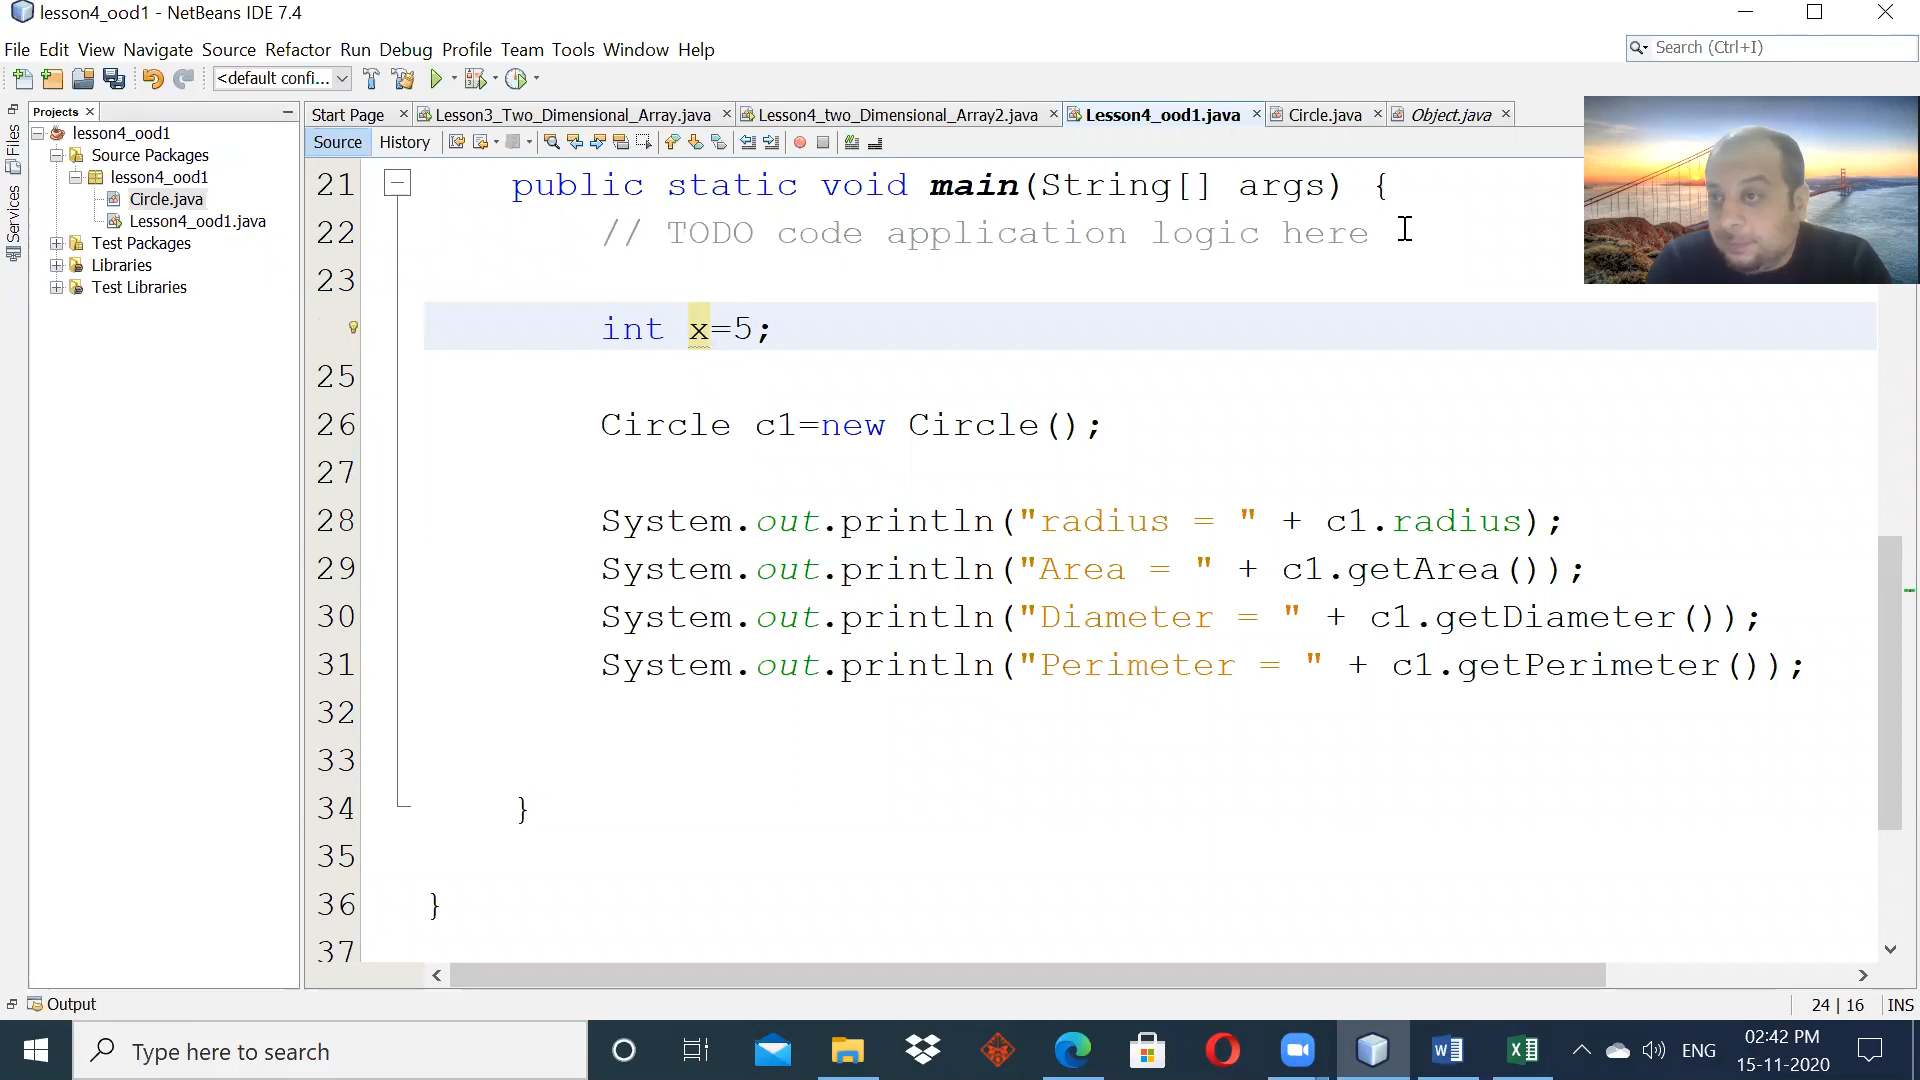 lesson4_ood1 - NetBeans IDE 7.4
File Edit View Navigate Source Refactor Run Debug Profile Team Tools Window Help
Search (Ctrl+I)
<default confi...
Projects
Start Page
Lesson3_Two_Dimensional_Array.java
Lesson4_two_Dimensional_Array2.java
Lesson4_ood1.java
Circle.java
Object.java
Files
Services
lesson4_ood1
Source Packages
lesson4_ood1
Circle.java
Lesson4_ood1.java
Test Packages
Libraries
Test Libraries
Source History
21 public static void main(String[] args) {
22 // TODO code application logic here
23
int x=5;
25
26 Circle c1=new Circle();
27
28 System.out.println("radius = " + c1.radius);
29 System.out.println("Area = " + c1.getArea());
30 System.out.println("Diameter = " + c1.getDiameter());
31 System.out.println("Perimeter = " + c1.getPerimeter());
32
33
34 }
35
36 }
37
Output
24 | 16 INS
Type here to search
ENG
02:42 PM
15-11-2020